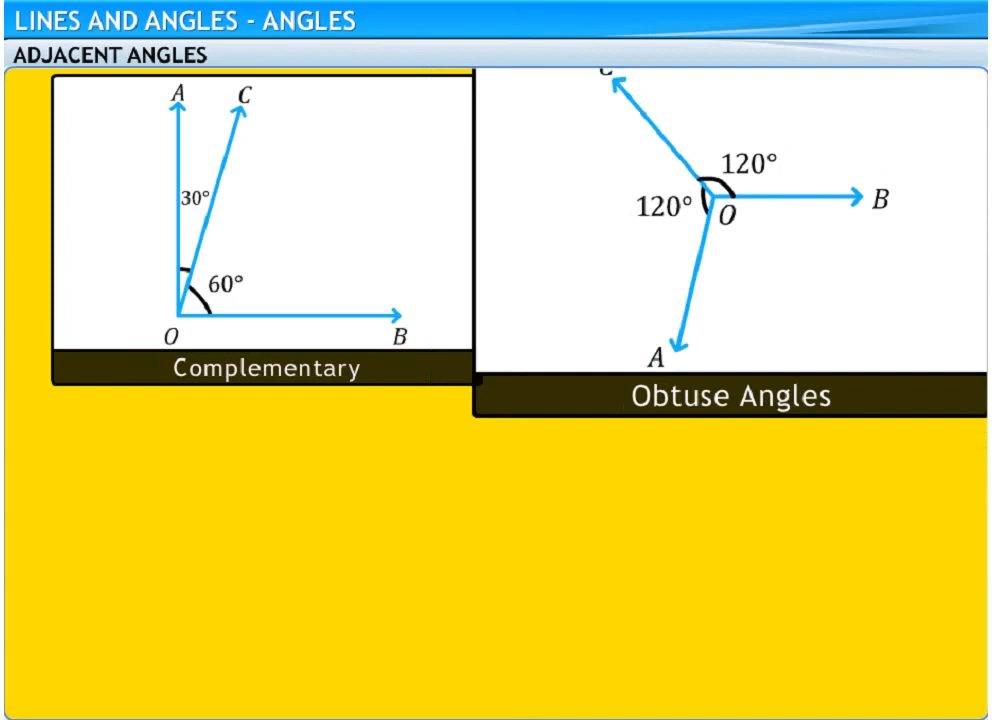 LINES AND ANGLES - ANGLES
ADJACENT ANGLES
A
C
30°
60°
O
B
Complementary
120°
120°
O
B
A
Obtuse Angles